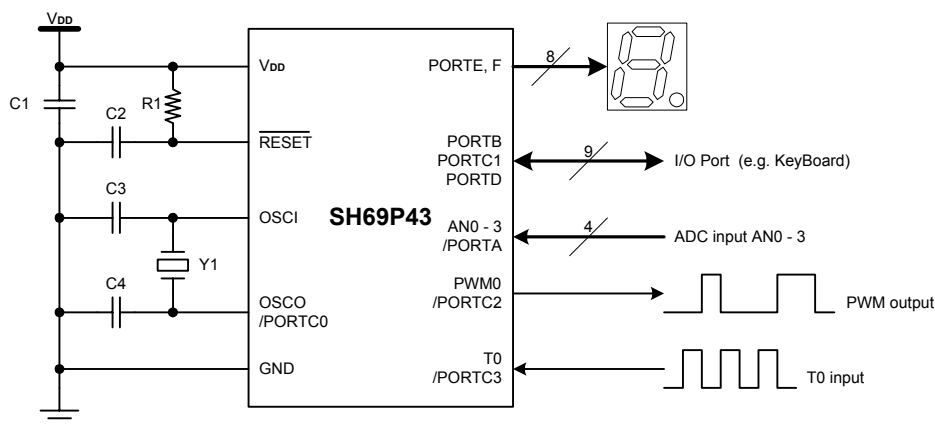 VDD
C1
R1
C2
C3
Y1
C4
VDD
RESET
OSCI
OSCO
/PORTC0
GND
SH69P43
PORTE, F
PORTB
PORTC1
PORTD
AN0 - 3
/PORTA
PWM0
/PORTC2
T0
/PORTC3
8
9
I/O Port (e.g. KeyBoard)
4
ADC input AN0 - 3
PWM output
T0 input